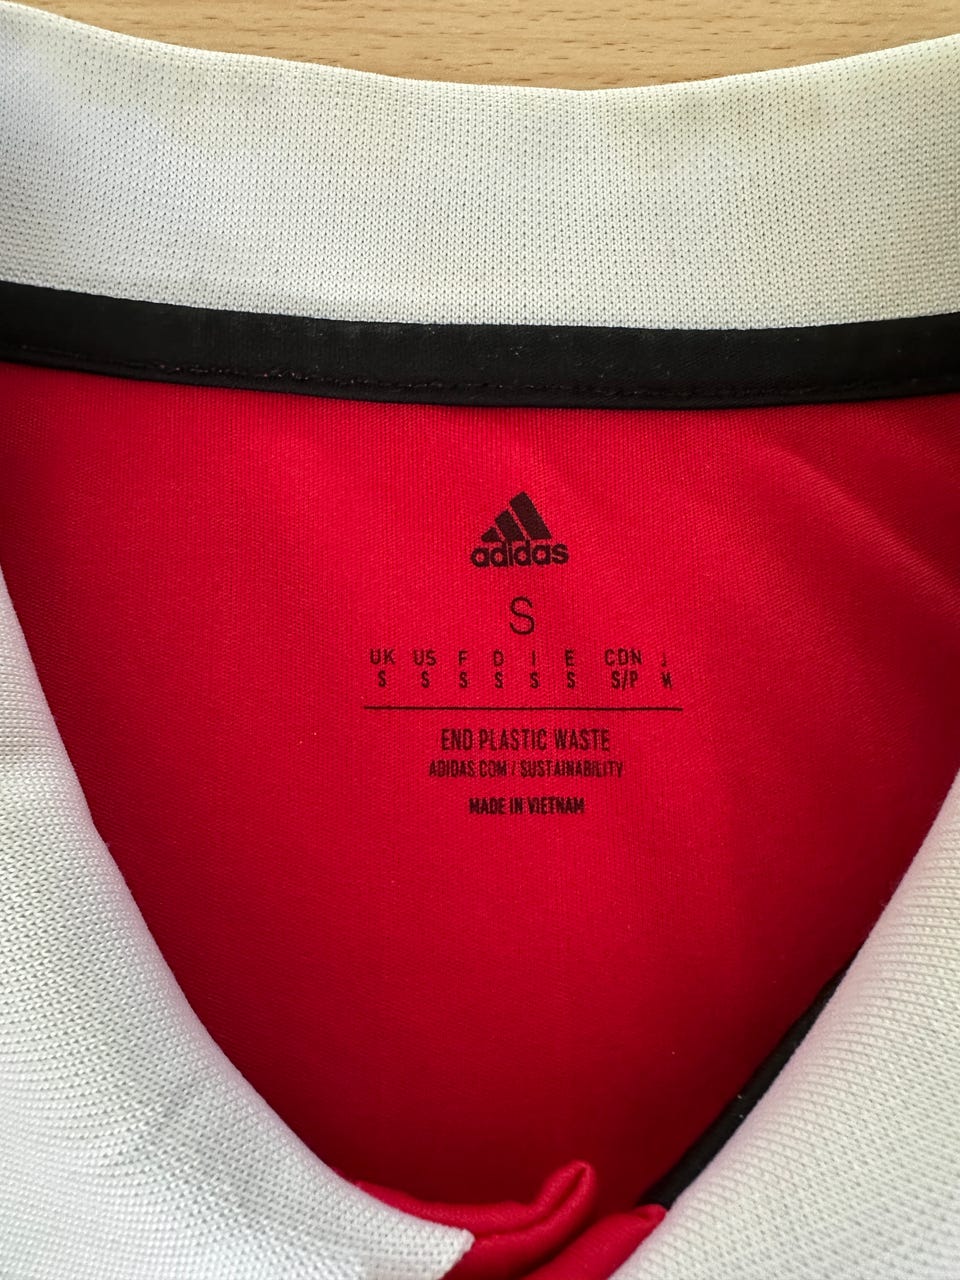 adidas
S
UK US F D I E CDN J
S S S S S S S/P
END PLASTIC WASTE
ADIDAS.COM / SUSTAINABILITY
MADE IN VIETNAM